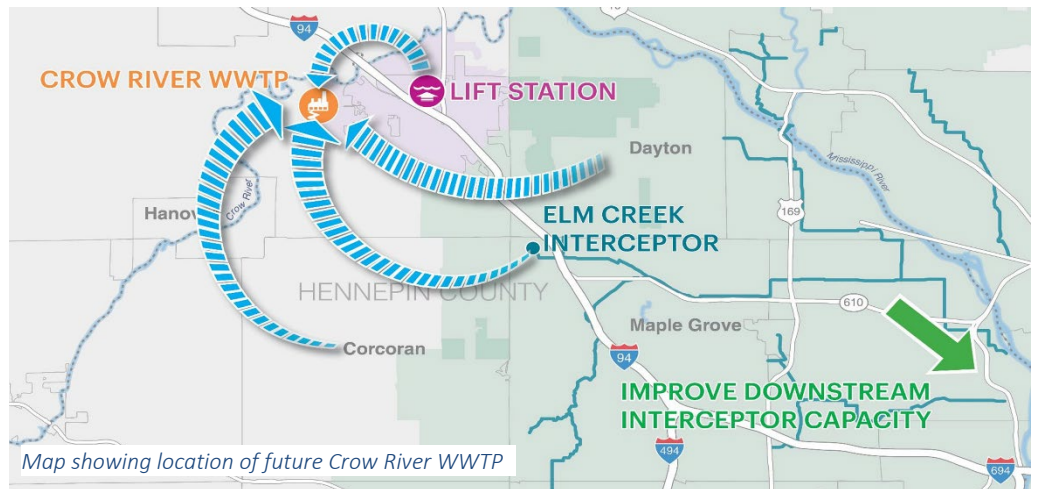 94
CROW RIVER WWTP
LIFT STATION
Dayton
Mississippi River
Hanov
Crow River
169
ELM CREEK
INTERCEPTOR
HENNEPIN COUNTY
610
Maple Grove
Corcoran
94
IMPROVE DOWNSTREAM
INTERCEPTOR CAPACITY
494
694
Map showing location of future Crow River WWTP